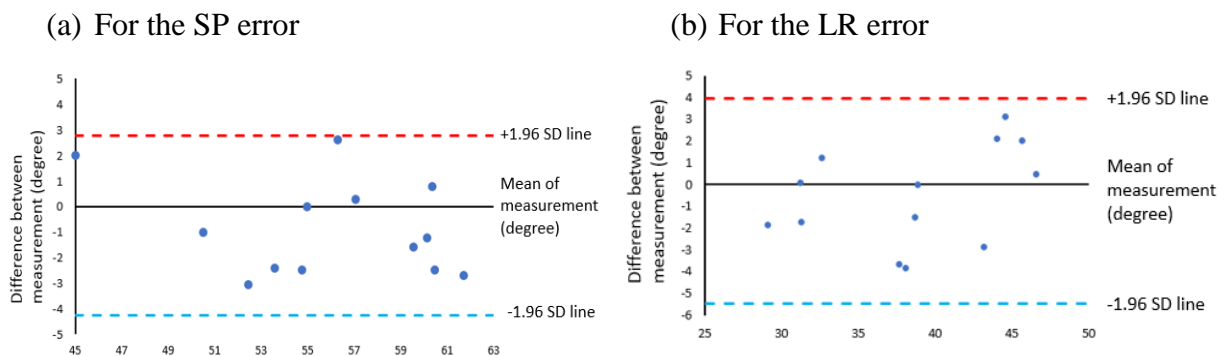 (a) For the SP error
(b) For the LR error
Difference between
measurement (degree)
5
4
3
2
1
0
-1
-2
-3
-4
-5
+1.96 SD line
Mean of
measurement
(degree)
-1.96 SD line
45
47
49
51
53
55
57
59
61
63
Difference between
measurement (degree)
5
4
3
2
1
0
-1
-2
-3
-4
-5
-6
+1.96 SD line
Mean of
measurement
(degree)
-1.96 SD line
25
30
35
40
45
50